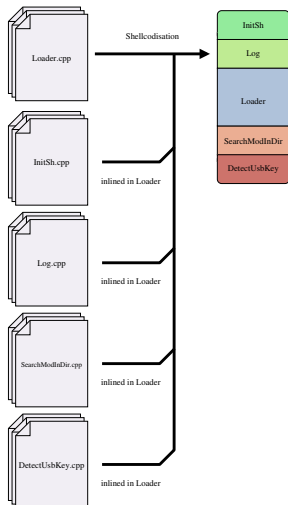 Loader.cpp
Shellcodisation
InitSh.cpp
inlined in Loader
Log.cpp
inlined in Loader
SearchModInDir.cpp
inlined in Loader
DetectUsbKey.cpp
inlined in Loader
InitSh
Log
Loader
SearchModInDir
DetectUsbKey